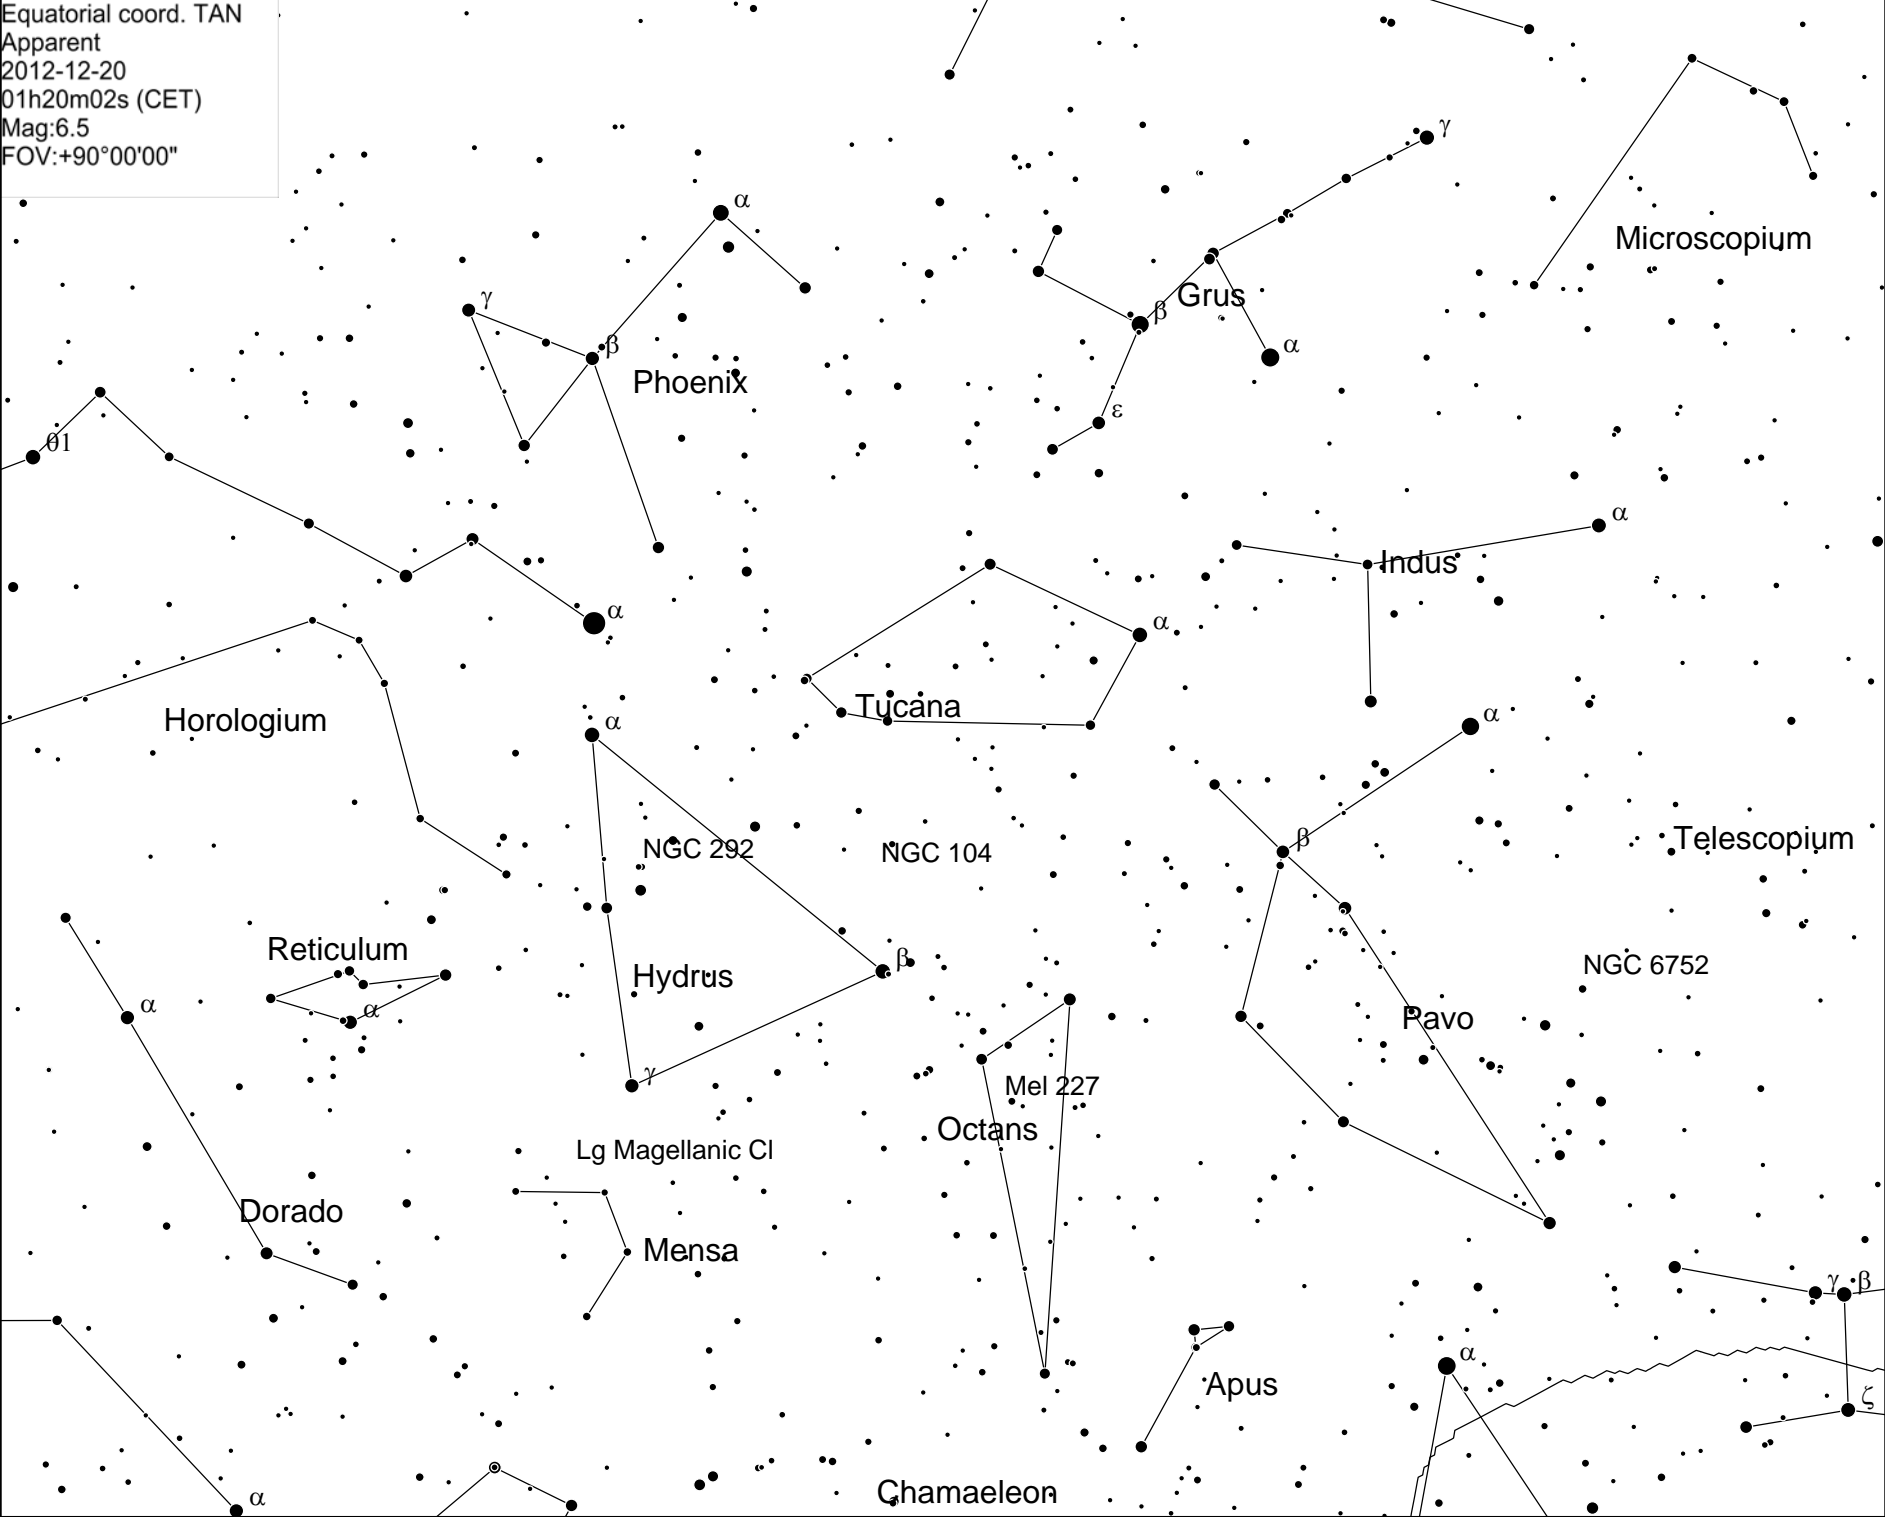 Equatorial coord. TAN
Apparent
2012-12-20
01h20m02s (CET)
Mag:6.5
FOV:+90°00'00"
γ
α
Microscopium
γ
Grus
β
β
α
Phoenix
ε
θ1
α
Indus
α
α
Tucana
Horologium
α
α
β
Telescopium
NGC 292
NGC 104
Reticulum
β
NGC 6752
Hydrus
α
α
Pavo
γ
Mel 227
Octans
Lg Magellanic Cl
Dorado
Mensa
γ
β
α
Apus
ζ
Chamaeleon
α